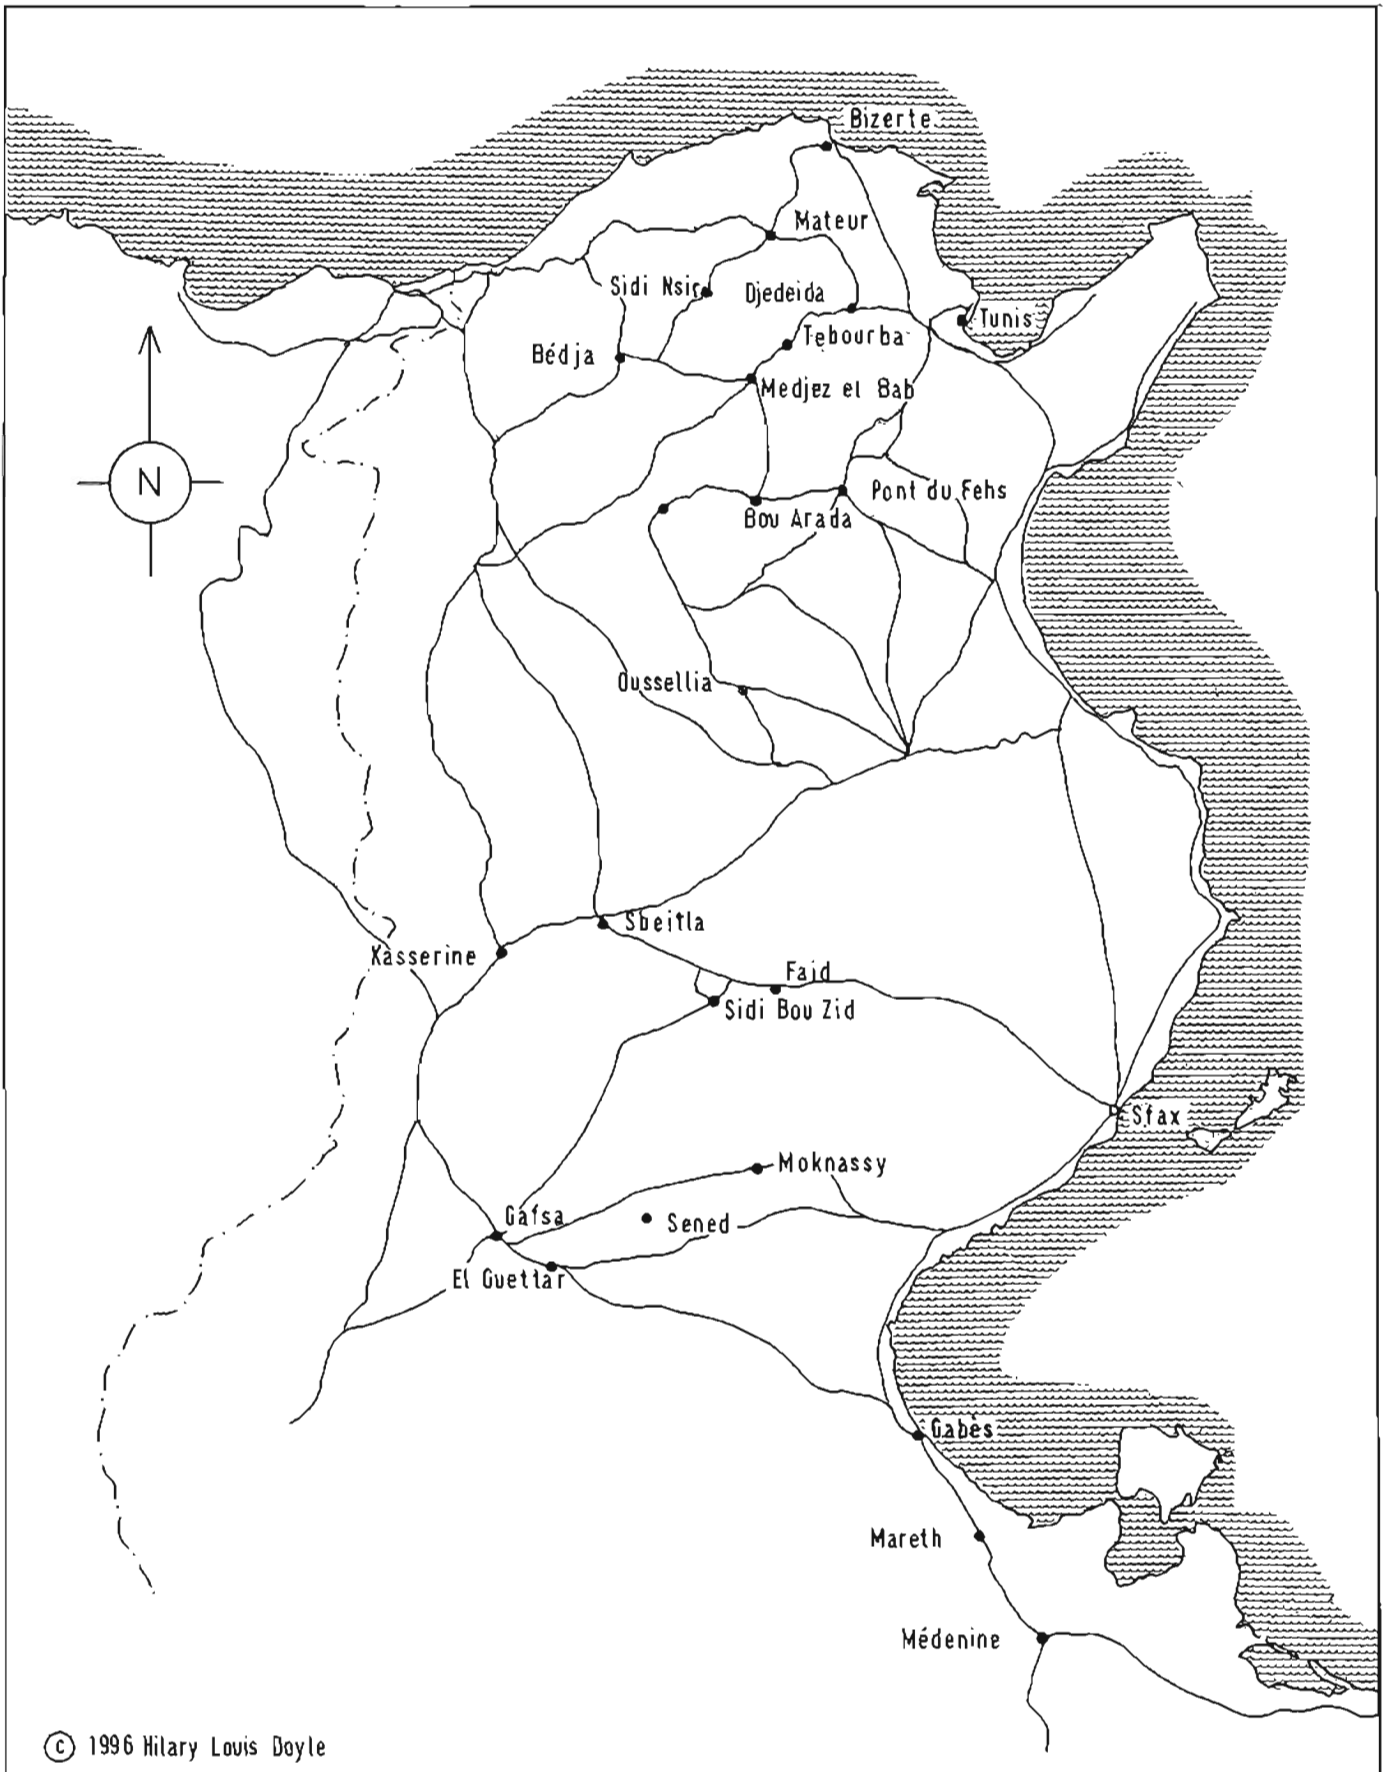 Bizerte
Mateur
Sidi Nsir
Djedeida
Tunis
Tebourba
Bédja
Medjez el Bab
N
Pont du Fehs
Bou Arada
Oussellia
Sbeitla
Kasserine
Faid
Sidi Bou Zid
Sfax
Moknassy
Gafsa
Sened
El Guettar
Gabès
Mareth
Médenine
© 1996 Hilary Louis Doyle